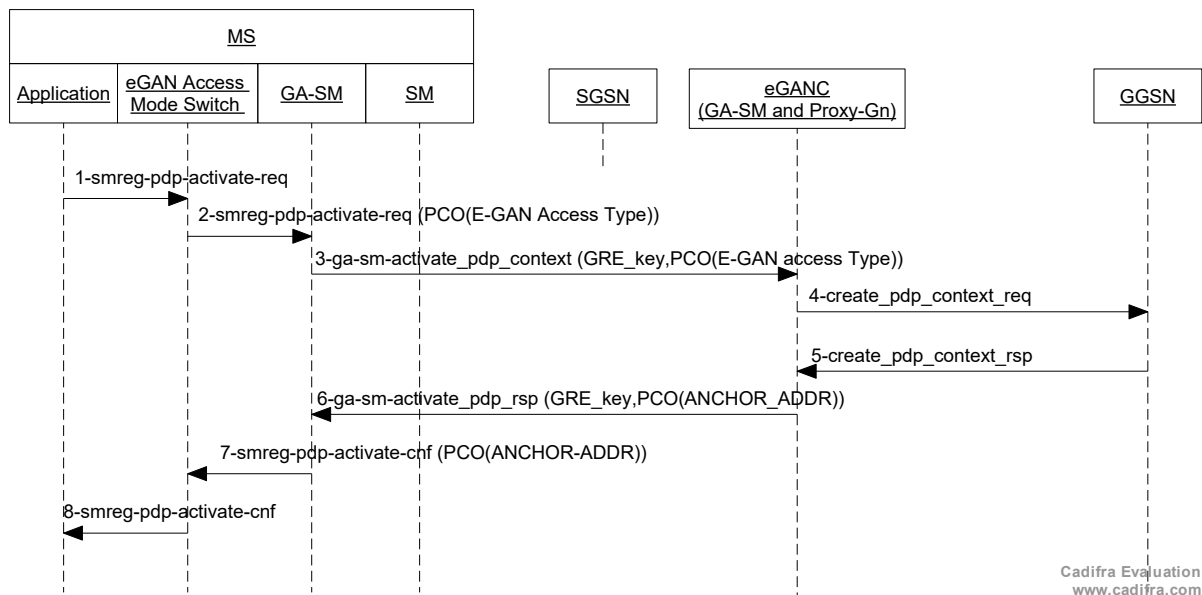 MS
Application
eGAN Access
Mode Switch
GA-SM
SM
SGSN
eGANC
(GA-SM and Proxy-Gn)
GGSN
1-smreg-pdp-activate-req
2-smreg-pdp-activate-req (PCO(E-GAN Access Type))
3-ga-sm-activate_pdp_context (GRE_key,PCO(E-GAN access Type))
4-create_pdp_context_req
5-create_pdp_context_rsp
6-ga-sm-activate_pdp_rsp (GRE_key,PCO(ANCHOR_ADDR))
7-smreg-pdp-activate-cnf (PCO(ANCHOR-ADDR))
8-smreg-pdp-activate-cnf
Cadifra Evaluation
www.cadifra.com